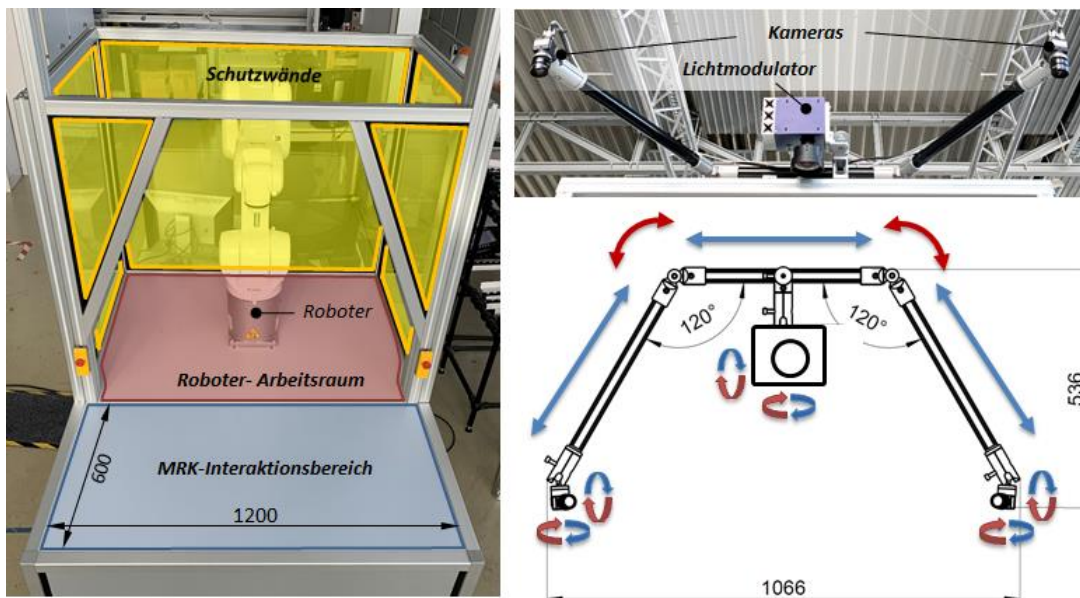 Schutzwände
Roboter
Roboter- Arbeitsraum
MRK-Interaktionsbereich
600
1200
Kameras
Lichtmodulator
120°
120°
536
1066